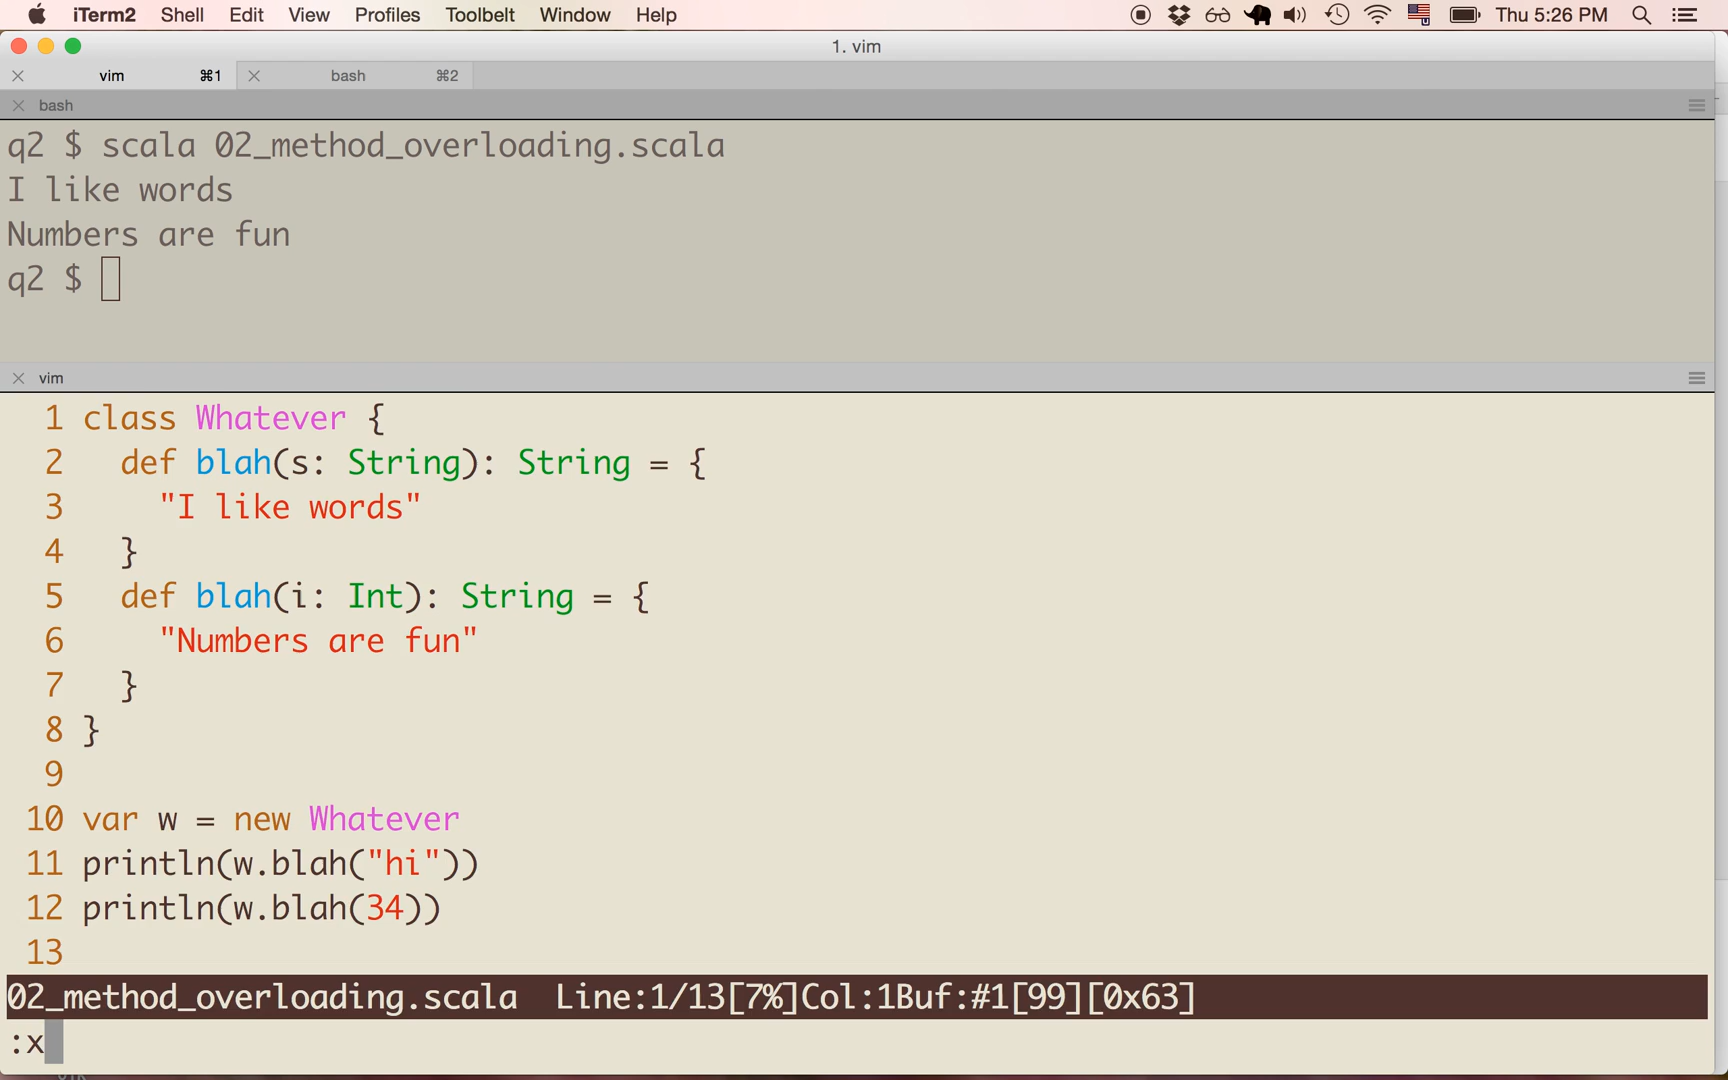 iTerm2 Shell Edit View Profiles Toolbelt Window Help Thu 5:26 PM
1. vim
vim ⌘1 bash ⌘2
bash
q2 $ scala 02_method_overloading.scala
I like words
Numbers are fun
q2 $
vim
1 class Whatever {
2   def blah(s: String): String = {
3     "I like words"
4   }
5   def blah(i: Int): String = {
6     "Numbers are fun"
7   }
8 }
9
10 var w = new Whatever
11 println(w.blah("hi"))
12 println(w.blah(34))
13
02_method_overloading.scala  Line:1/13[7%]Col:1Buf:#1[99][0x63]
:x